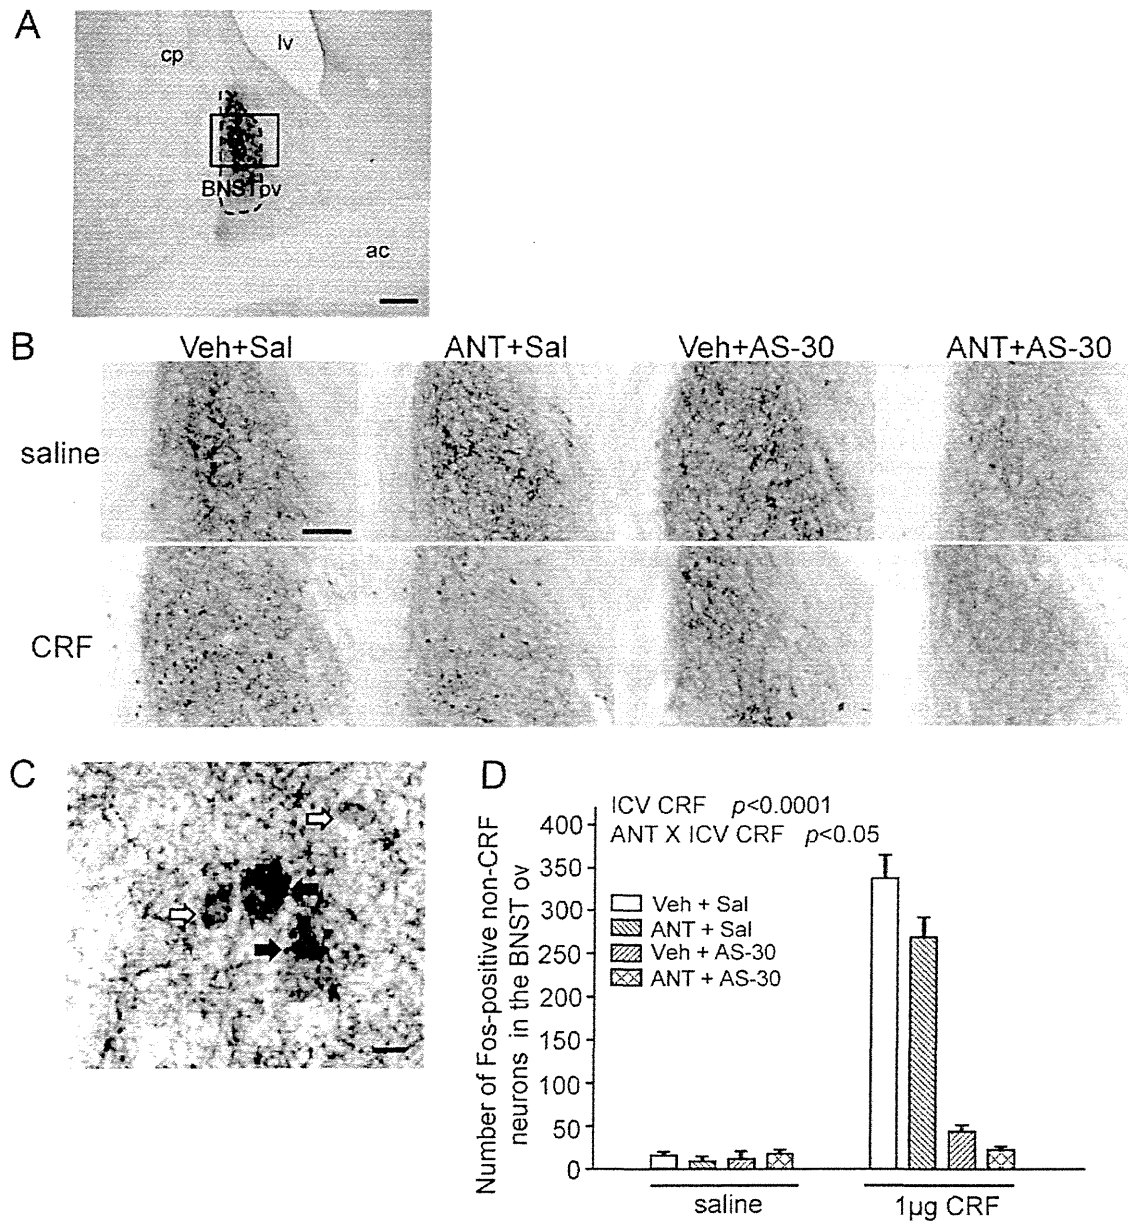 A
lv
cp
BNSTov
ac
B
Veh+Sal
ANT+Sal
Veh+AS-30
ANT+AS-30
saline
CRF
C
D
ICV CRF p<0.0001
ANT X ICV CRF p<0.05
Number of Fos-positive non-CRF
neurons in the BNST ov
400
350
300
250
200
150
100
50
0
Veh + Sal
ANT + Sal
Veh + AS-30
ANT + AS-30
saline
1µg CRF